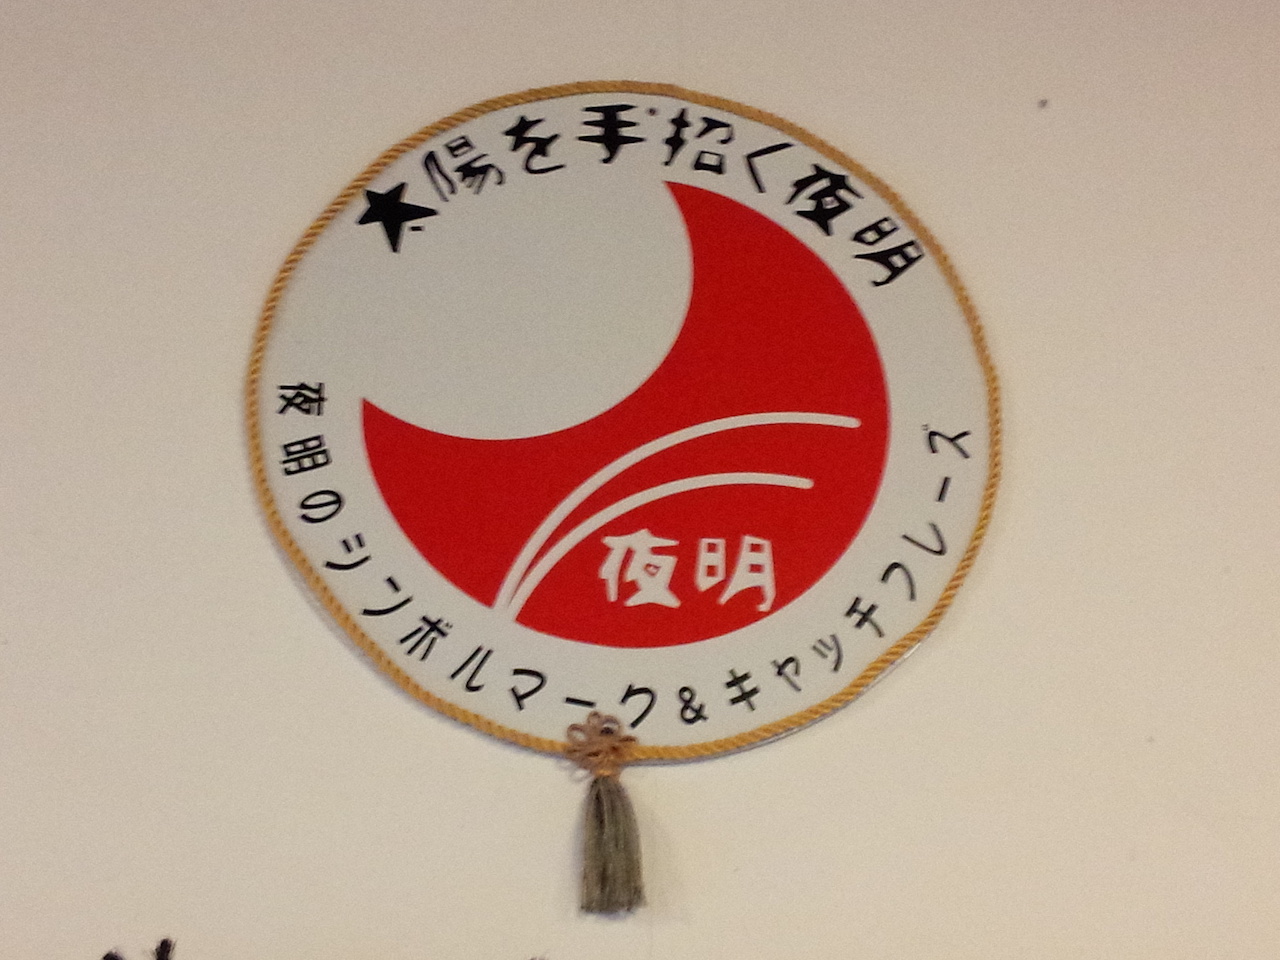 太陽を手招く夜明
夜明
夜明のシンボルマーク&キャッチフレーズ